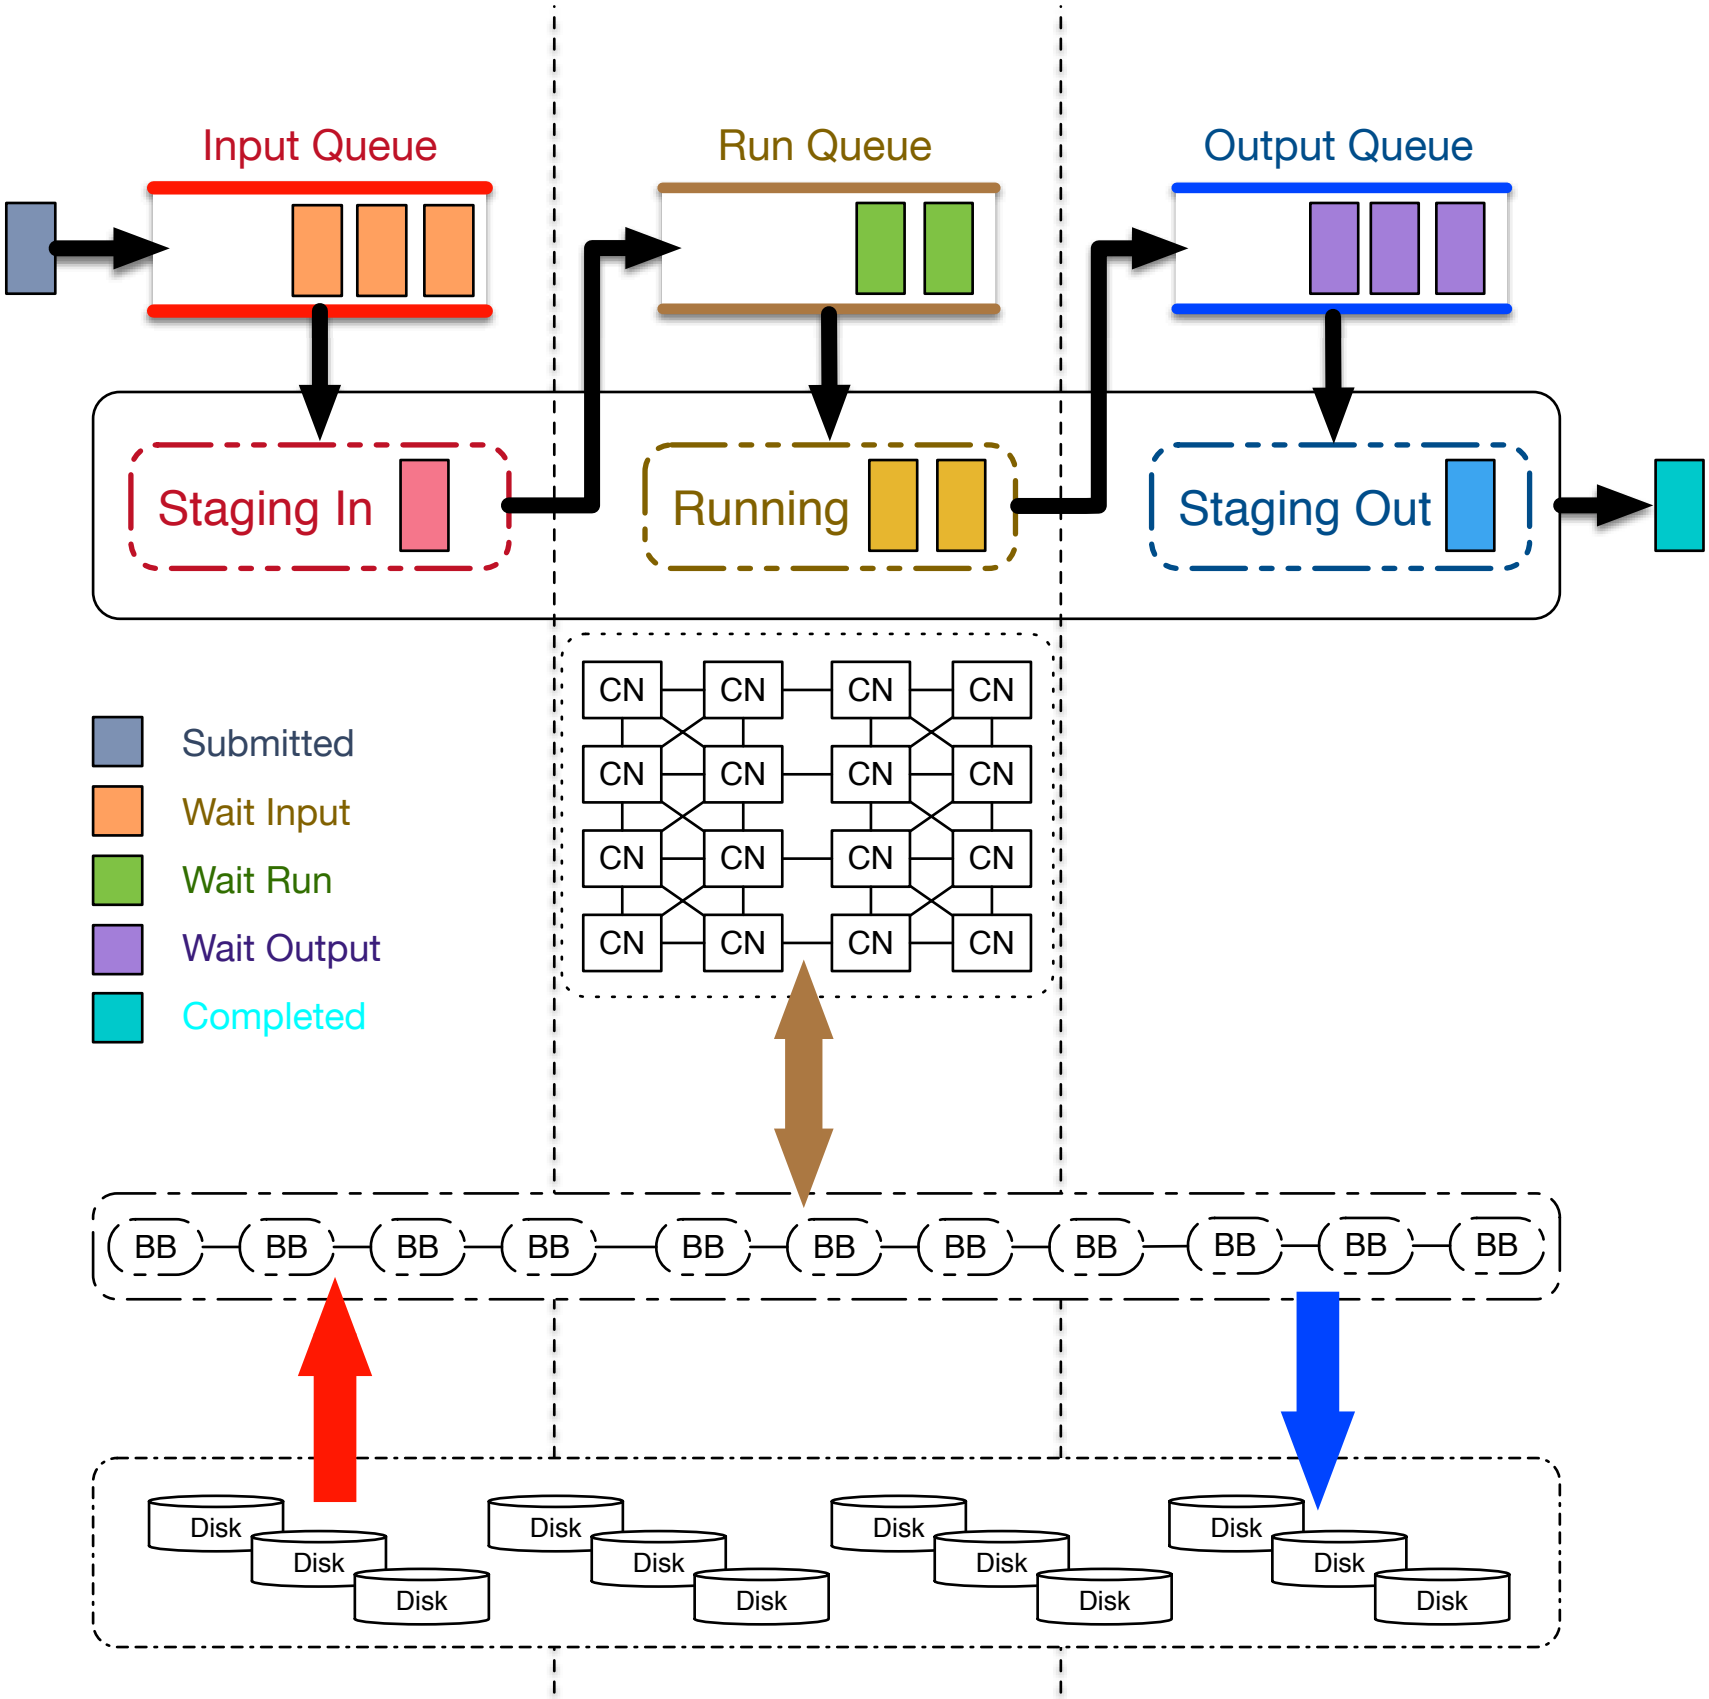 Input Queue
Run Queue
Output Queue
Staging In
Running
Staging Out
CN CN CN CN
CN CN CN CN
CN CN CN CN
CN CN CN CN
Submitted
Wait Input
Wait Run
Wait Output
Completed
BB BB BB BB BB BB BB BB BB BB BB
Disk Disk Disk Disk
Disk Disk Disk Disk
Disk Disk Disk Disk